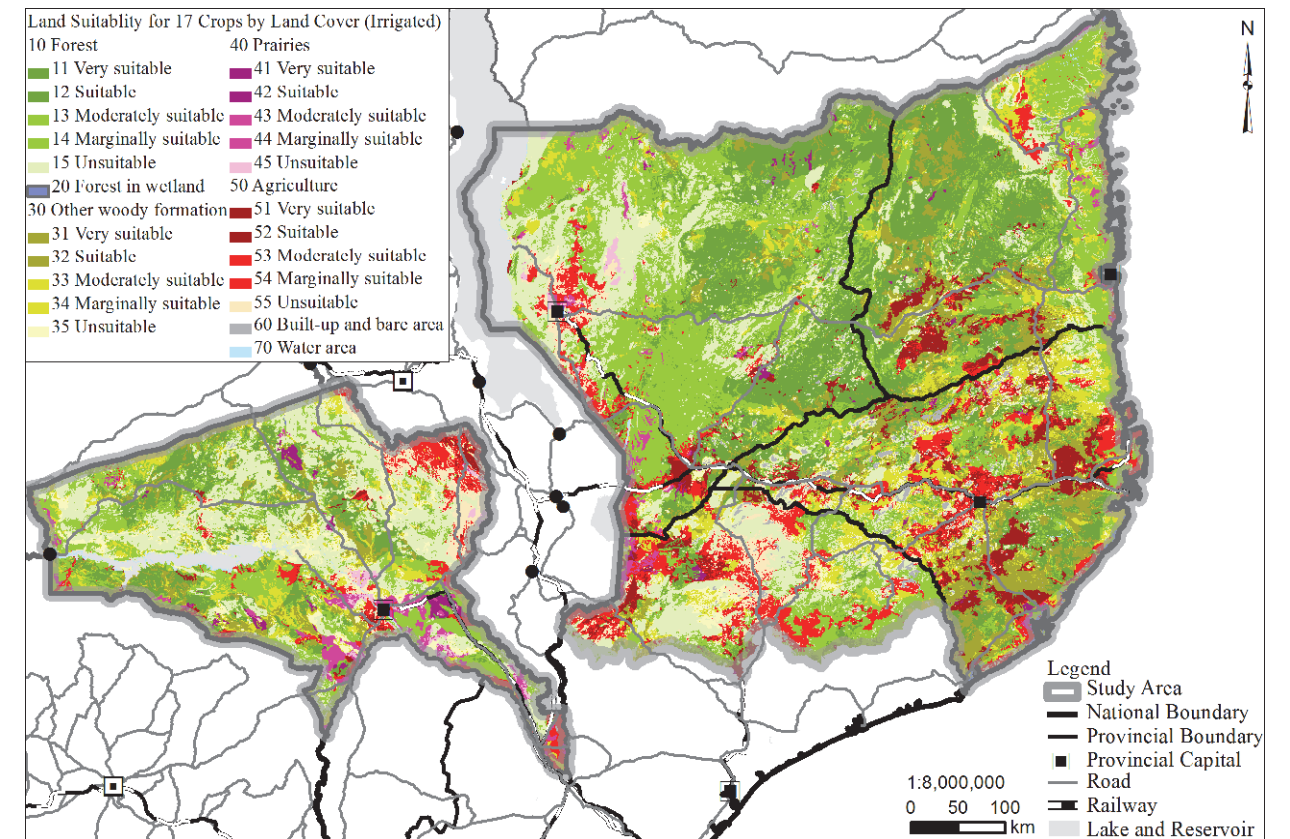 Land Suitablity for 17 Crops by Land Cover (Irrigated)
10 Forest
11 Very suitable
12 Suitable
13 Moderately suitable
14 Marginally suitable
15 Unsuitable
20 Forest in wetland
30 Other woody formation
31 Very suitable
32 Suitable
33 Moderately suitable
34 Marginally suitable
35 Unsuitable
40 Prairies
41 Very suitable
42 Suitable
43 Moderately suitable
44 Marginally suitable
45 Unsuitable
50 Agriculture
51 Very suitable
52 Suitable
53 Moderately suitable
54 Marginally suitable
55 Unsuitable
60 Built-up and bare area
70 Water area
N
Legend
Study Area
National Boundary
Provincial Boundary
Provincial Capital
Road
Railway
Lake and Reservoir
1:8,000,000
0 50 100
km